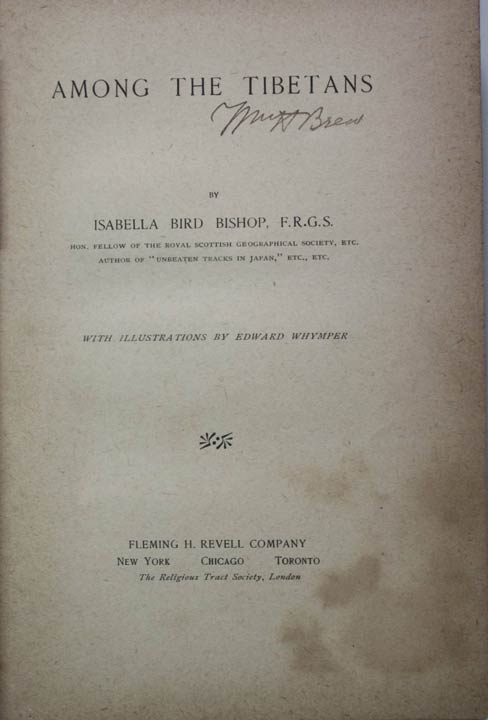 AMONG THE TIBETANS
Wm H Brew
BY
ISABELLA BIRD BISHOP, F.R.G.S.
HON. FELLOW OF THE ROYAL SCOTTISH GEOGRAPHICAL SOCIETY, ETC.
AUTHOR OF "UNBEATEN TRACKS IN JAPAN," ETC., ETC.
WITH ILLUSTRATIONS BY EDWARD WHYMPER
FLEMING H. REVELL COMPANY
NEW YORK CHICAGO TORONTO
The Religious Tract Society, London